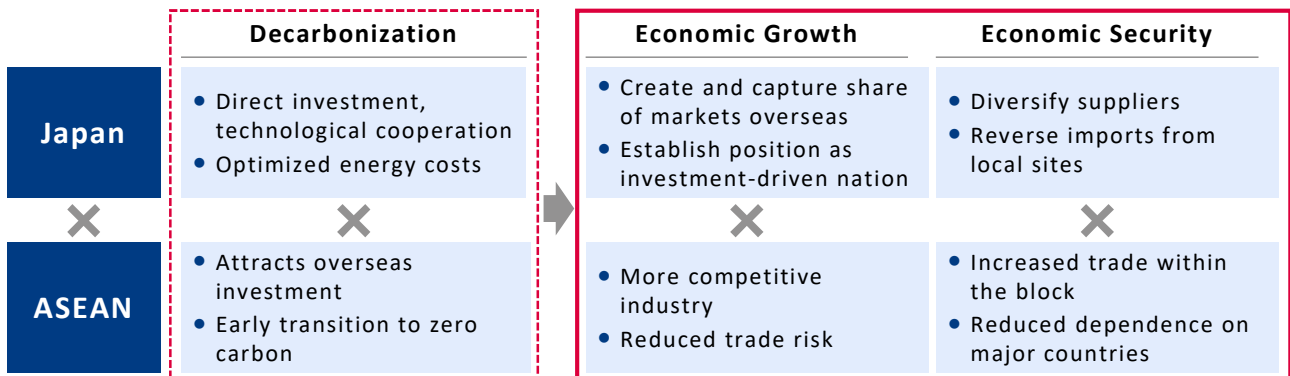 Decarbonization
Economic Growth
Economic Security
Japan
• Direct investment,
technological cooperation
• Optimized energy costs
• Create and capture share
of markets overseas
• Establish position as
investment-driven nation
• Diversify suppliers
• Reverse imports from
local sites
ASEAN
• Attracts overseas
investment
• Early transition to zero
carbon
• More competitive
industry
• Reduced trade risk
• Increased trade within
the block
• Reduced dependence on
major countries